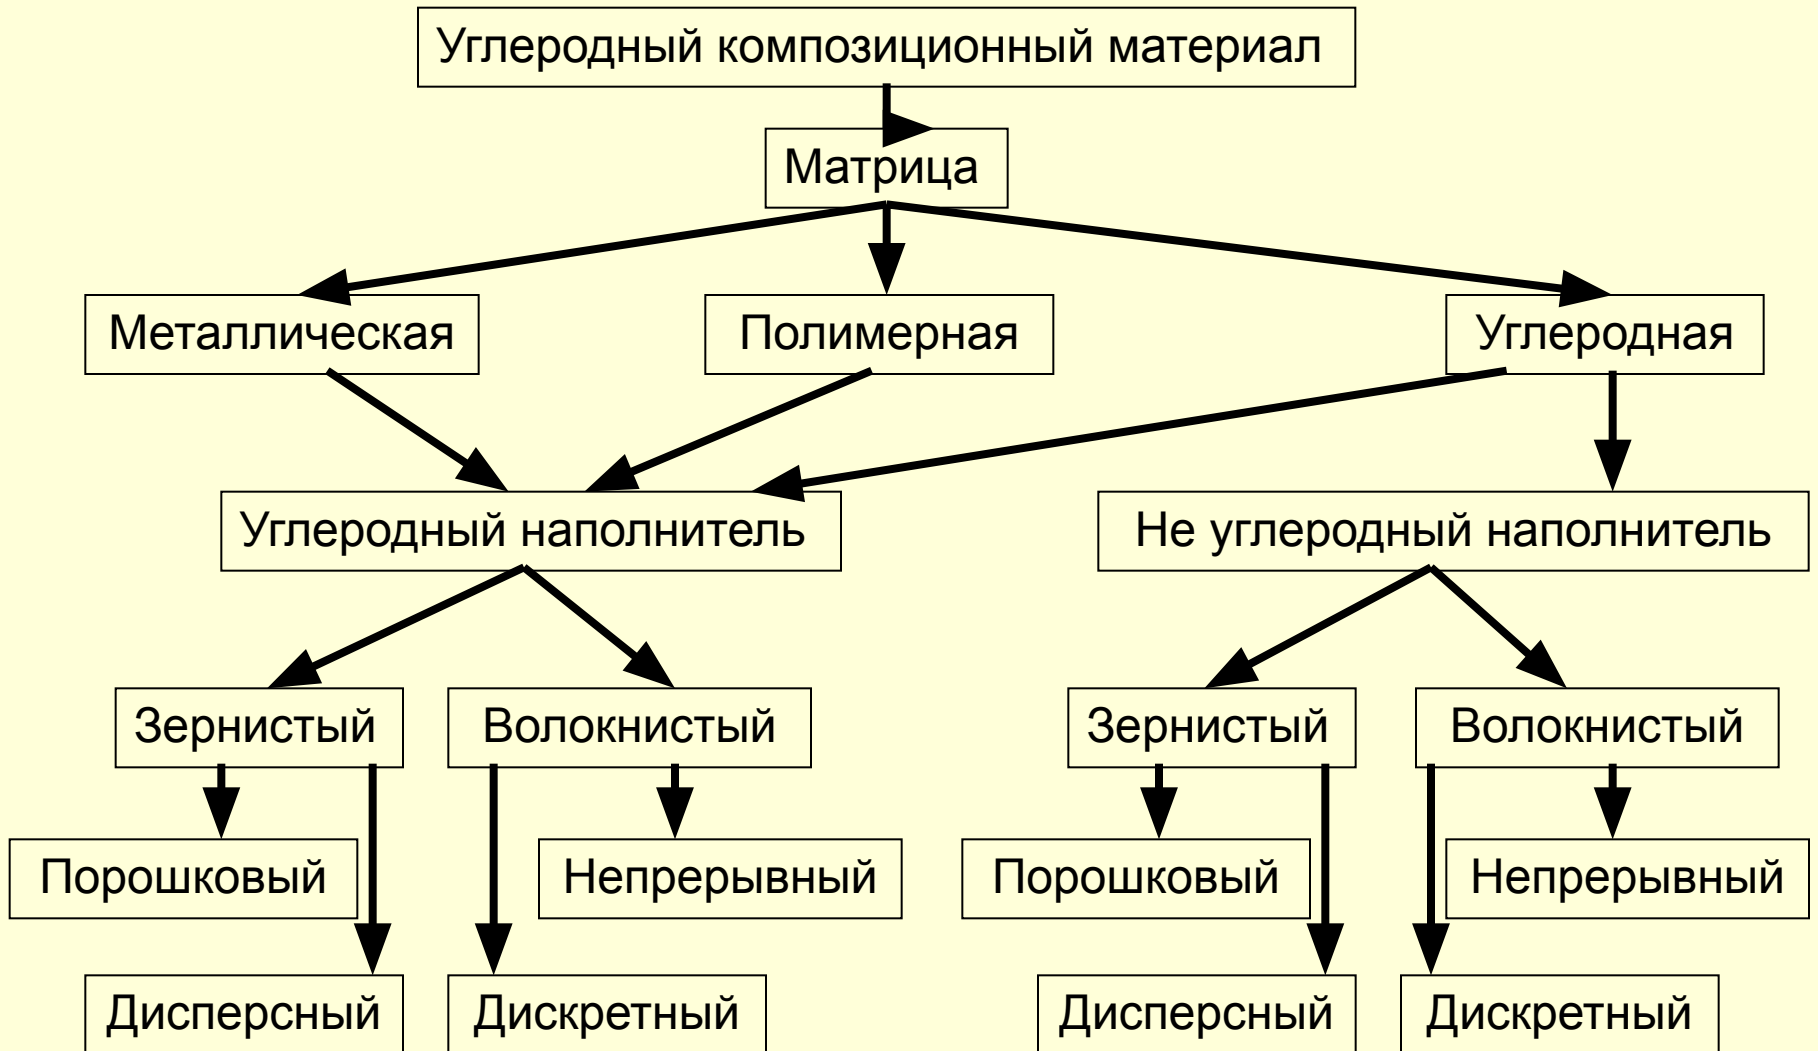 Углеродный композиционный материал
Матрица
Металлическая
Полимерная
Углеродная
Углеродный наполнитель
Не углеродный наполнитель
Зернистый
Волокнистый
Зернистый
Волокнистый
Порошковый
Непрерывный
Порошковый
Непрерывный
Дисперсный
Дискретный
Дисперсный
Дискретный